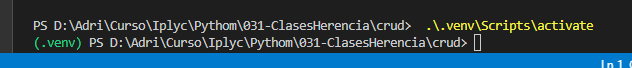 PS D:\Adri\Curso\Iplyc\Pythom\031-ClasesHerencia\crud> .\.venv\Scripts\activate
(.venv) PS D:\Adri\Curso\Iplyc\Pythom\031-ClasesHerencia\crud>